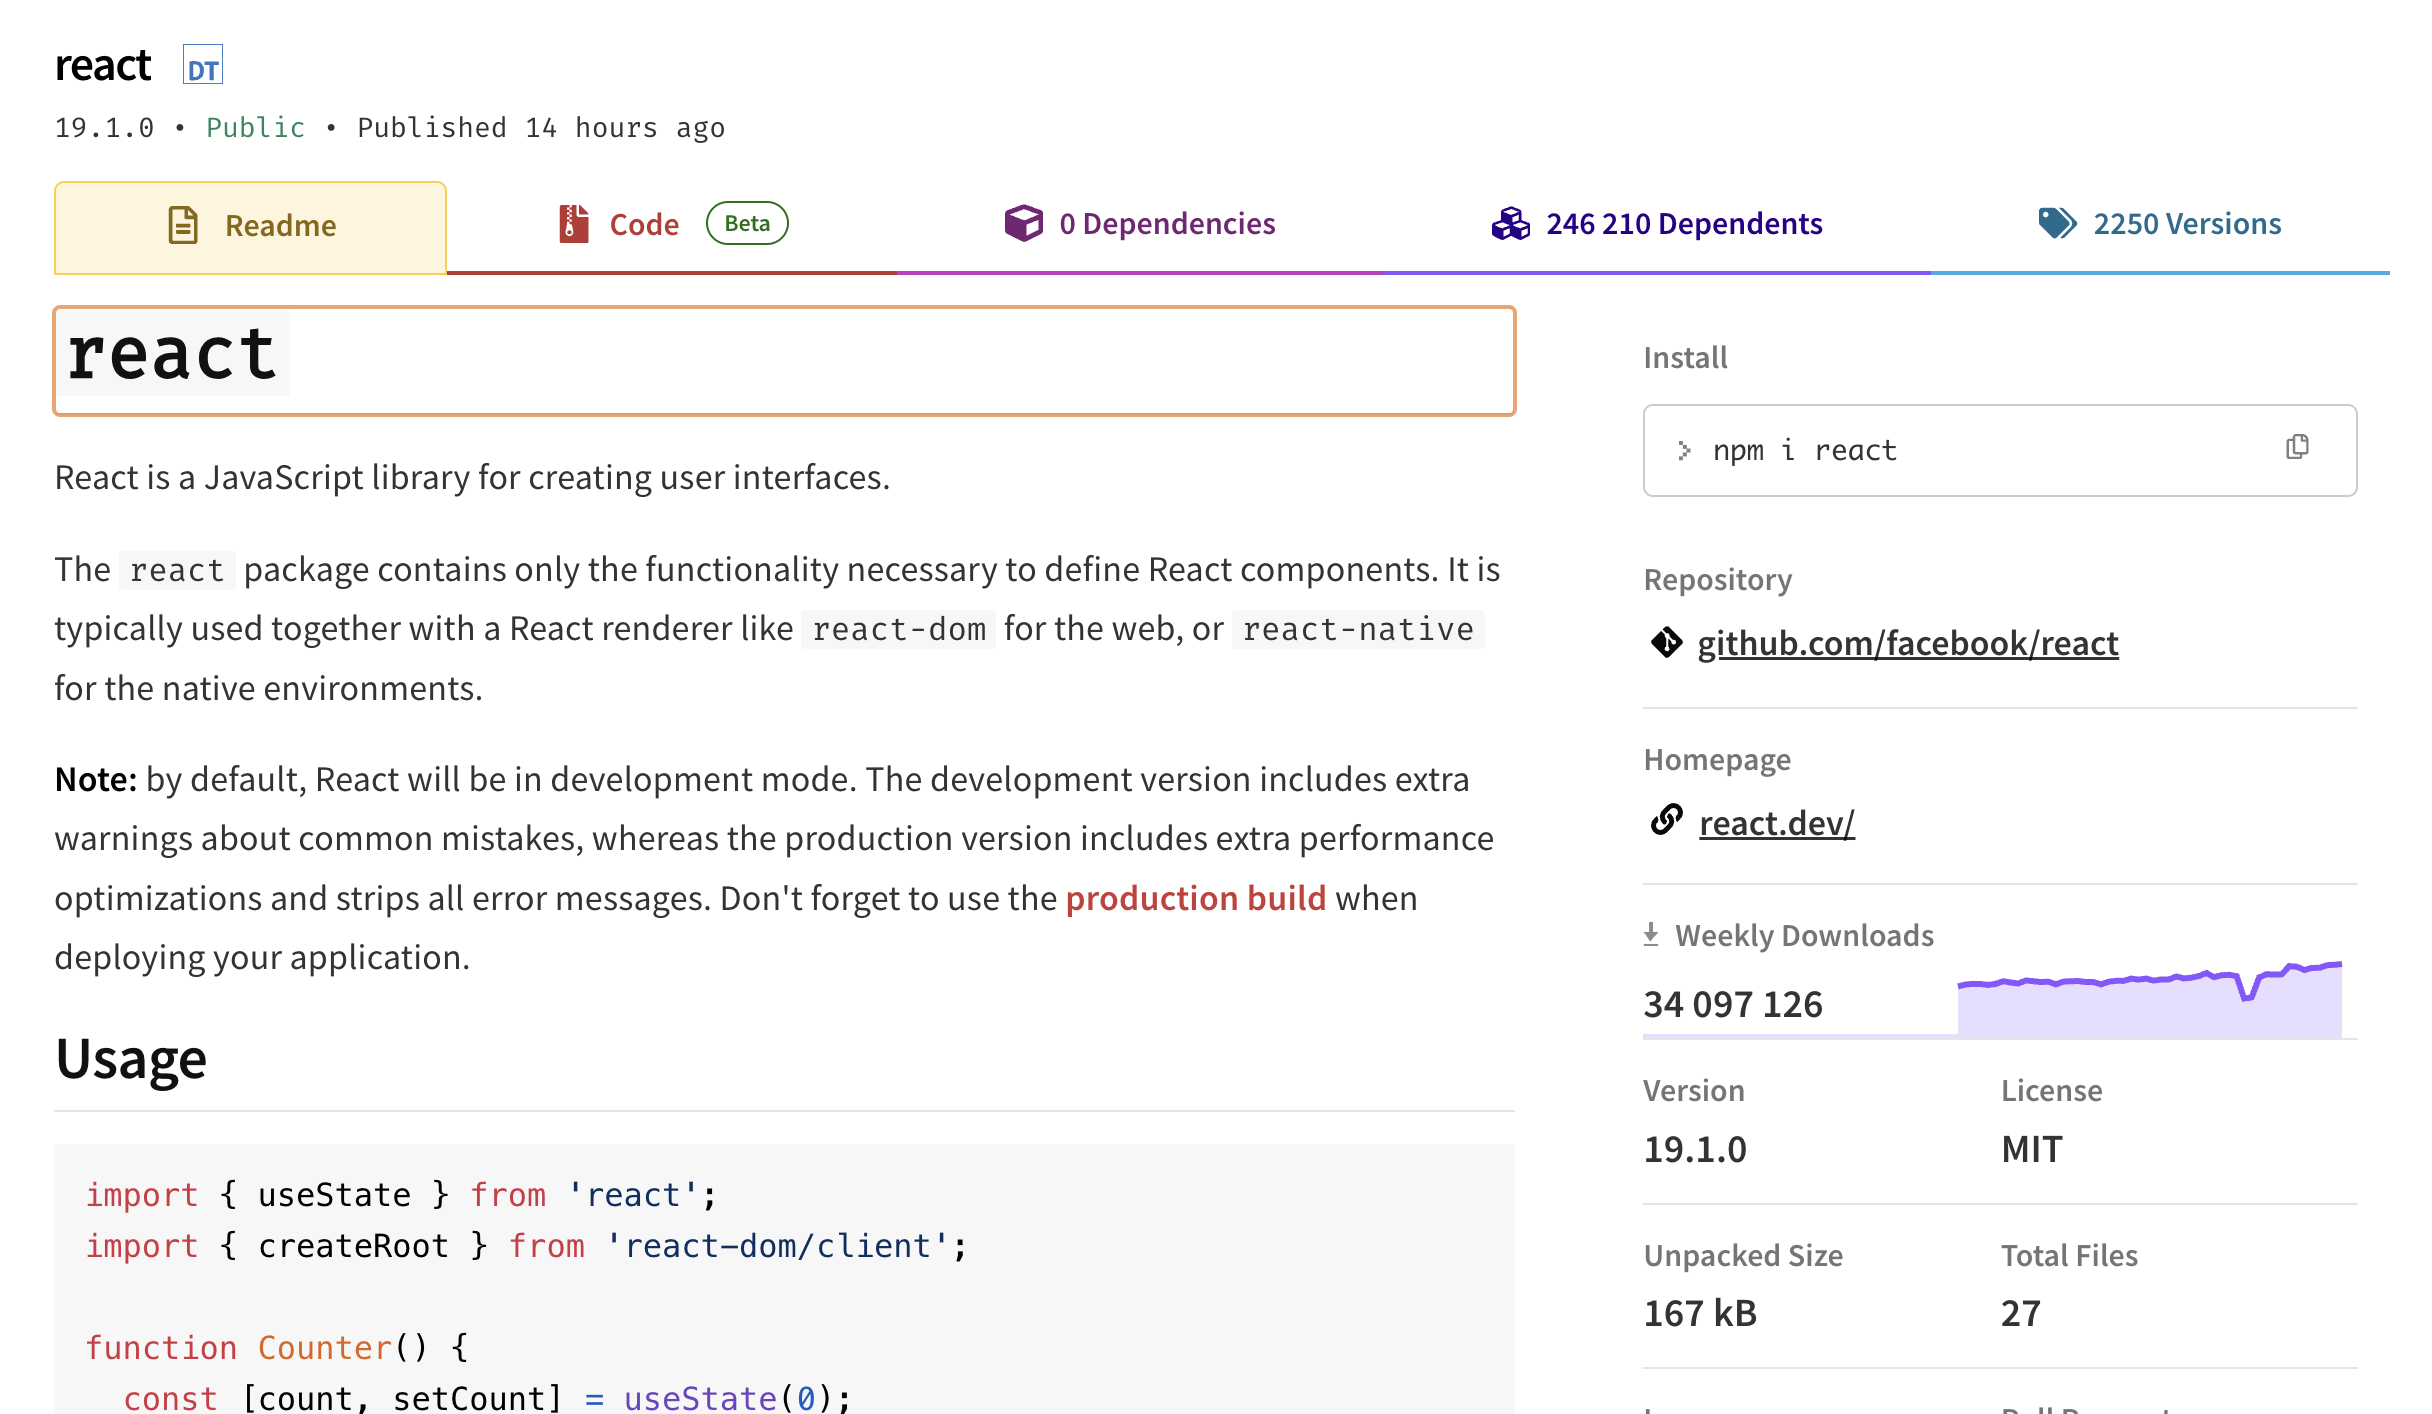 react DT
19.1.0 • Public • Published 14 hours ago
Readme
Code Beta
0 Dependencies
246 210 Dependents
2250 Versions
react
React is a JavaScript library for creating user interfaces.
The react package contains only the functionality necessary to define React components. It is
typically used together with a React renderer like react-dom for the web, or react-native
for the native environments.
Note: by default, React will be in development mode. The development version includes extra
warnings about common mistakes, whereas the production version includes extra performance
optimizations and strips all error messages. Don't forget to use the production build when
deploying your application.
Usage
import { useState } from 'react';
import { createRoot } from 'react-dom/client';
function Counter() {
const [count, setCount] = useState(0);
Install
> npm i react
Repository
github.com/facebook/react
Homepage
react.dev/
Weekly Downloads
34 097 126
Version
19.1.0
License
MIT
Unpacked Size
167 kB
Total Files
27